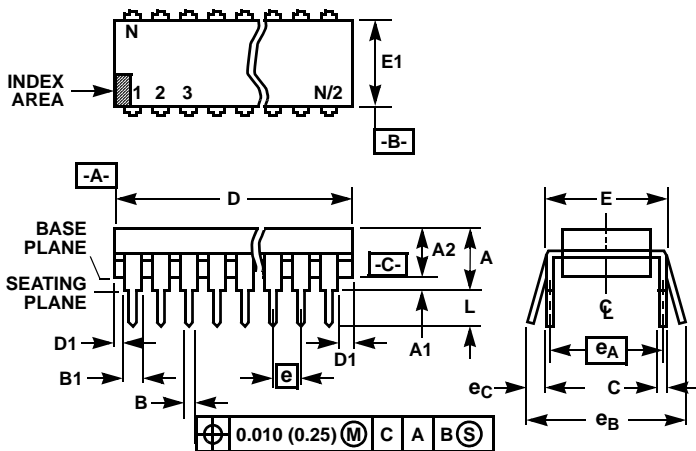 N
E1
INDEX
AREA
1 2 3 N/2
-B-
-A-
D
E
BASE
PLANE
A2
A
-C-
SEATING
PLANE
L
C
L
D1
A1
D1
eA
B1
e
eC
C
B
eB
0.010 (0.25) M C A B S